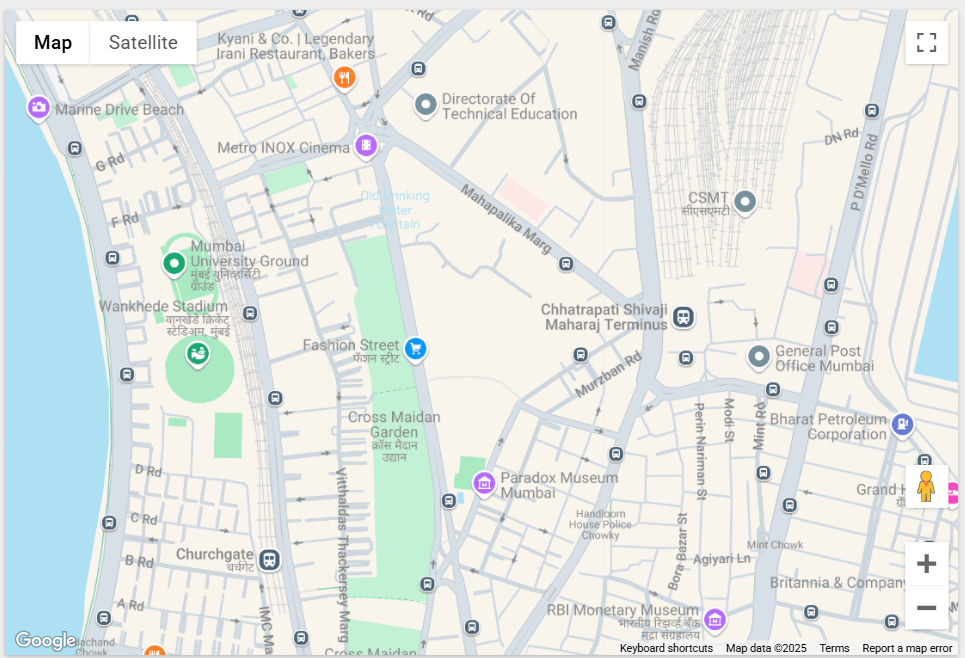 Map
Satellite
Kyani & Co. | Legendary
Irani Restaurant, Bakers
Manish Rd
Marine Drive Beach
Directorate Of
Technical Education
DN Rd
P D'Mello Rd
G Rd
Metro INOX Cinema
Old Drinking
Water
Fountain
Mahapalika Marg
CSMT
सीएसएमटी
F Rd
Mumbai
University Ground
मुंबई युनिव्हर्सिटी
ग्राउंड
Wankhede Stadium
वानखेडे क्रिकेट
स्टेडिअम, मुंबई
Chhatrapati Shivaji
Maharaj Terminus
Fashion Street
फॅशन स्ट्रीट
General Post
Office Mumbai
Murzban Rd
Cross Maidan
Garden
क्रॉस मैदान
उद्यान
Perin Nariman St
Modi St
Mint Rd
Bharat Petroleum
Corporation
D Rd
Vitthaldas Thackersey Marg
Paradox Museum
Mumbai
Grand H
C Rd
Handloom
House Police
Chowky
Bora Bazar St
Mint Chowk
Churchgate
चर्चगेट
B Rd
Agiyari Ln
Britannia & Company
A Rd
IMC Ma
RBI Monetary Museum
भारतीय रिझर्व्ह बँक
मुद्रा संग्रहालय
Google
Cross Maidan
Keyboard shortcuts
Map data ©2025
Terms
Report a map error